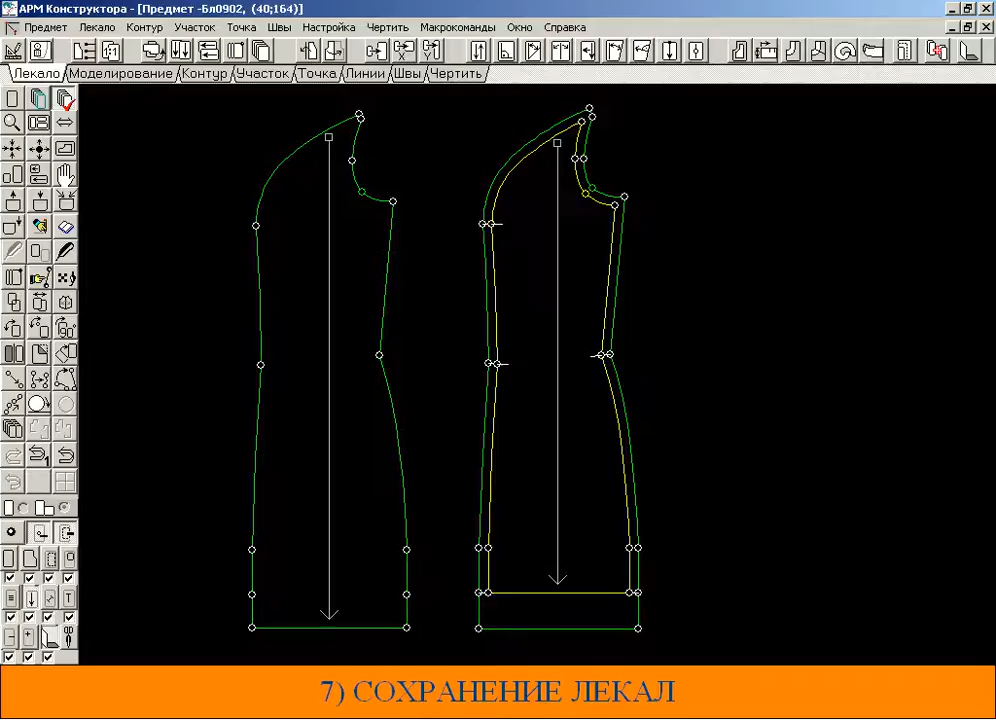 АРМ Конструктора - [Предмет -Бл0902, (40;164)]
Предмет Лекало Контур Участок Точка Швы Настройка Чертить Макрокоманды Окно Справка
Лекало Моделирование Контур Участок Точка Линии Швы Чертить
7) СОХРАНЕНИЕ ЛЕКАЛ